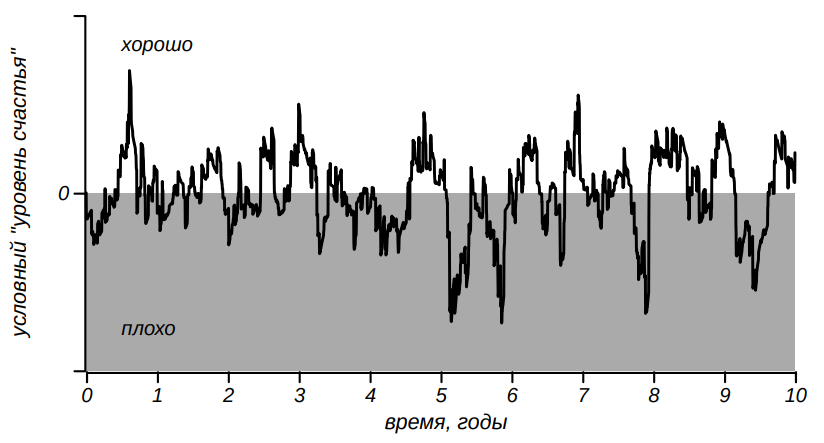 условный "уровень счастья"
хорошо
0
плохо
0 1 2 3 4 5 6 7 8 9 10
время, годы